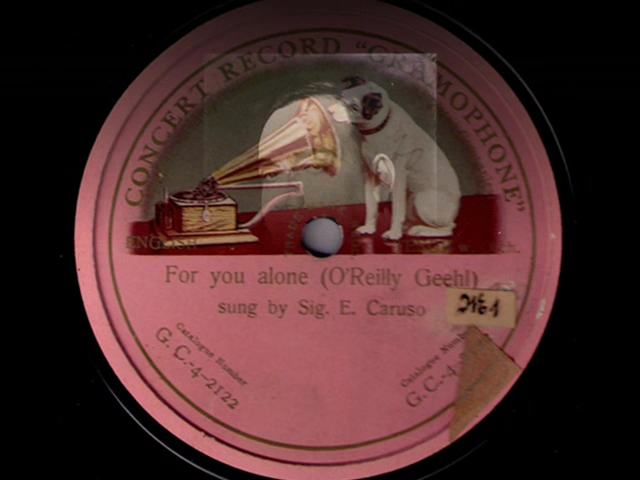 CONCERT RECORD "GRAMOPHONE"
ENGLISH
For you alone (O'Reilly Geehl)
sung by Sig. E. Caruso
Catalogue Number
G. C.-4-2122
Catalogue
G. C.-4